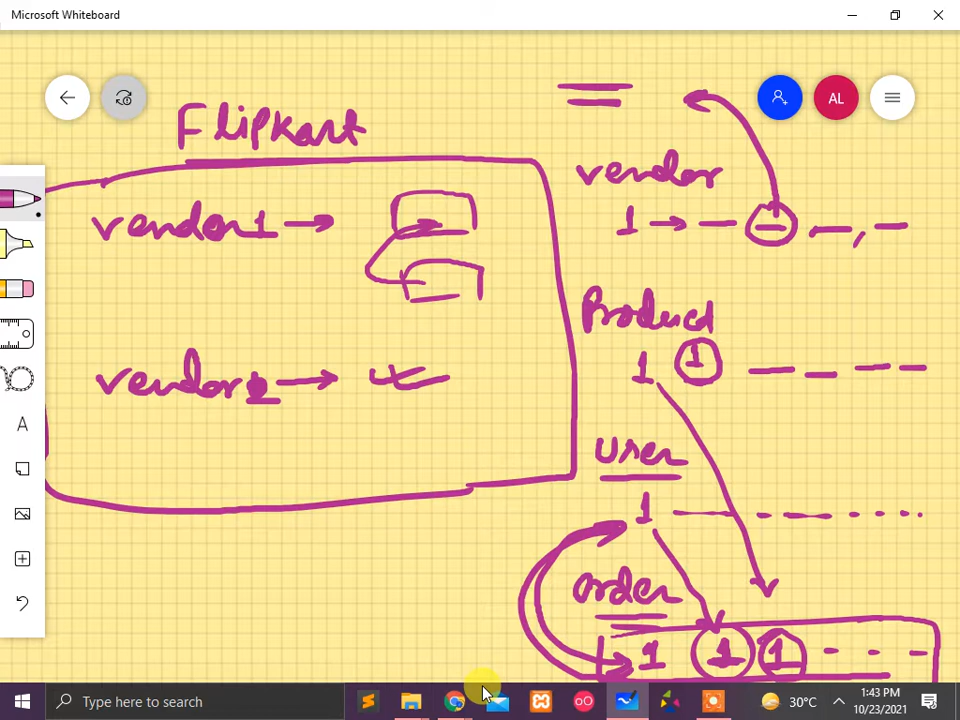 Microsoft Whiteboard
AL
Flipkart
vendor
vendor1
1
Product
1 1
vendor
user
1
order
1 1 1
A
Type here to search
30°C
1:43 PM
10/23/2021